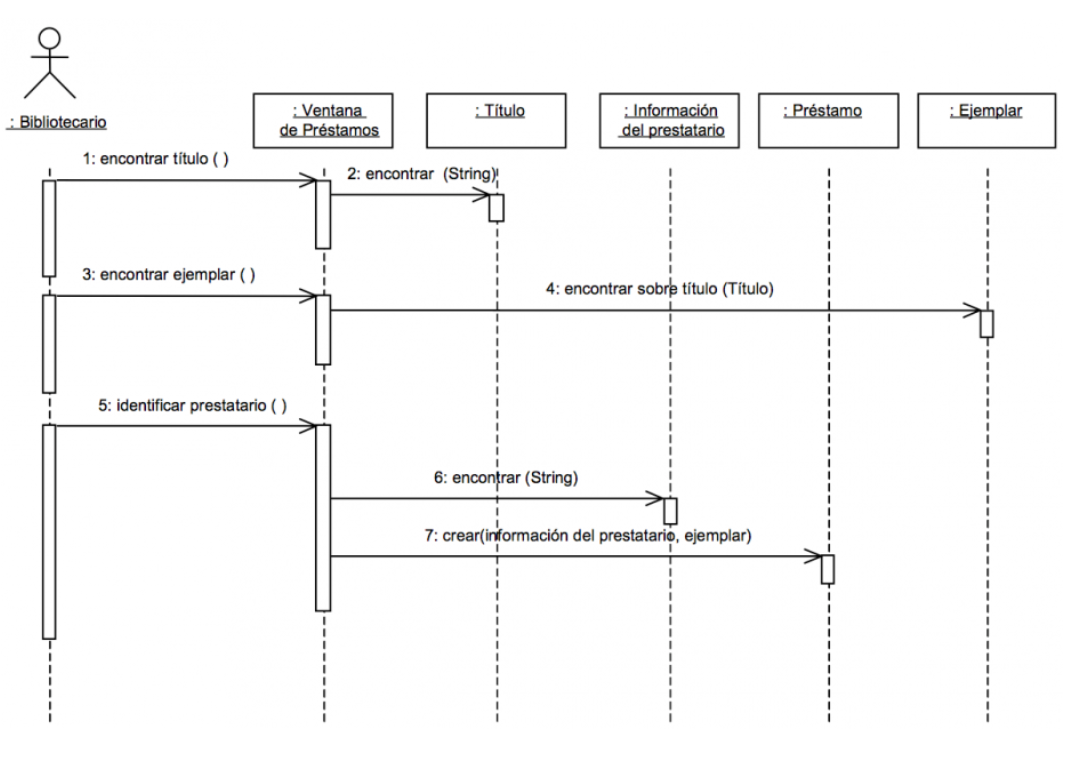 : Bibliotecario
: Ventana
de Préstamos
: Título
: Información
del prestatario
: Préstamo
: Ejemplar
1: encontrar título ( )
2: encontrar (String)
3: encontrar ejemplar ( )
4: encontrar sobre título (Título)
5: identificar prestatario ( )
6: encontrar (String)
7: crear(información del prestatario, ejemplar)